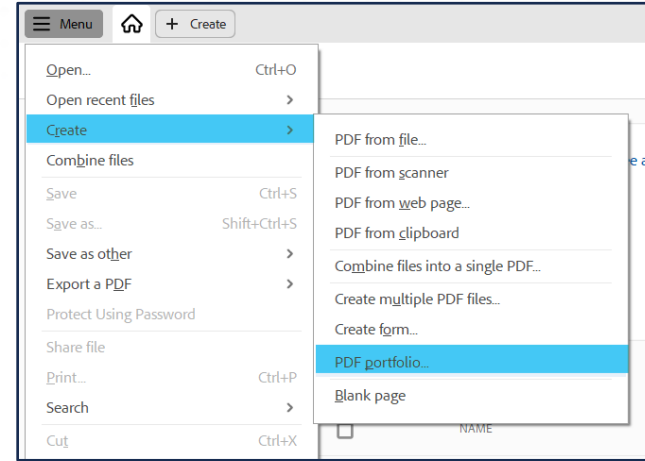 Menu
+ Create
Open... Ctrl+O
Open recent files
Create
Combine files
Save Ctrl+S
Save as... Shift+Ctrl+S
Save as other
Export a PDF
Protect Using Password
Share file
Print... Ctrl+P
Search
Cut Ctrl+X
PDF from file...
PDF from scanner
PDF from web page...
PDF from clipboard
Combine files into a single PDF...
Create multiple PDF files...
Create form...
PDF portfolio...
Blank page
NAME